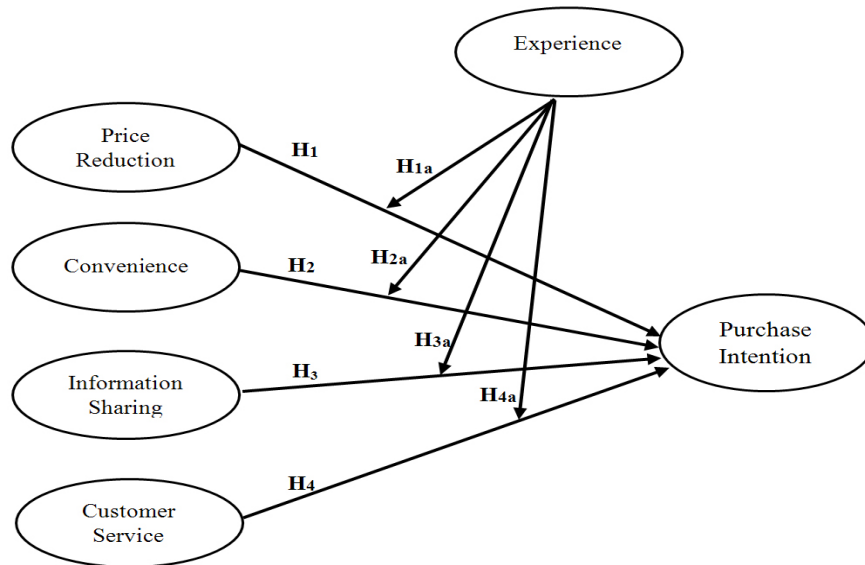 Experience
Price
Reduction
H1
H1a
Convenience
H2
H2a
Purchase
Intention
H3a
Information
Sharing
H3
H4a
Customer
Service
H4